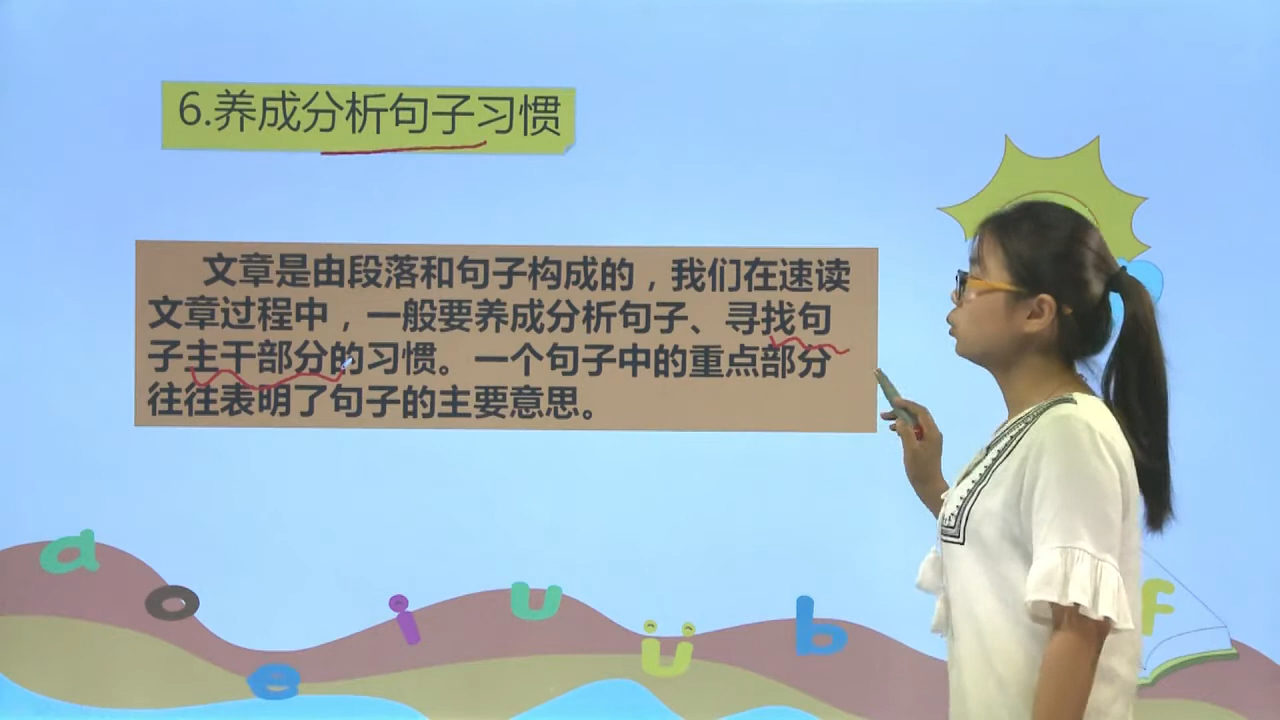 6.养成分析句子习惯
文章是由段落和句子构成的，我们在速读
文章过程中，一般要养成分析句子、寻找句
子主干部分的习惯。一个句子中的重点部分
往往表明了句子的主要意思。
a
o
e
i
u
ü
b
f